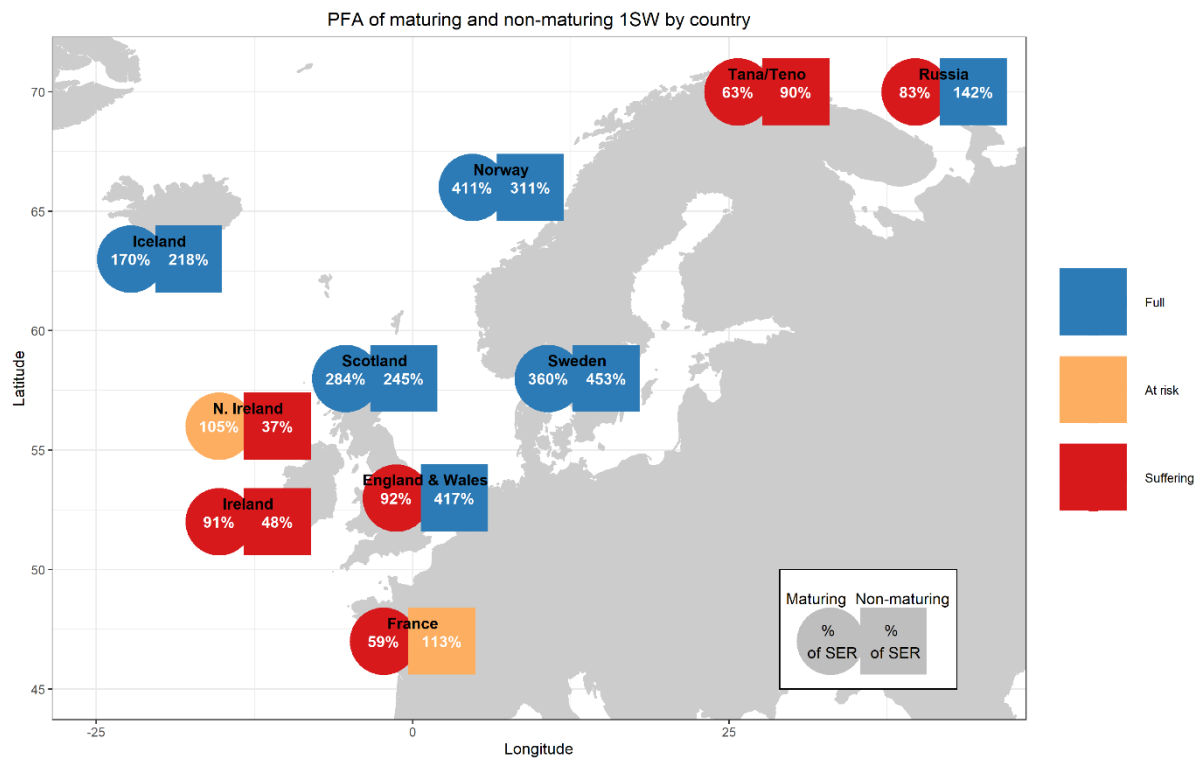 PFA of maturing and non-maturing 1SW by country
Tana/Teno
63% 90%
Russia
83% 142%
Norway
411% 311%
Iceland
170% 218%
Scotland
284% 245%
Sweden
360% 453%
N. Ireland
105% 37%
England & Wales
92% 417%
Ireland
91% 48%
France
59% 113%
70
65
60
55
50
45
Latitude
-25 0 25
Longitude
Full
At risk
Suffering
Maturing Non-maturing
% %
of SER of SER